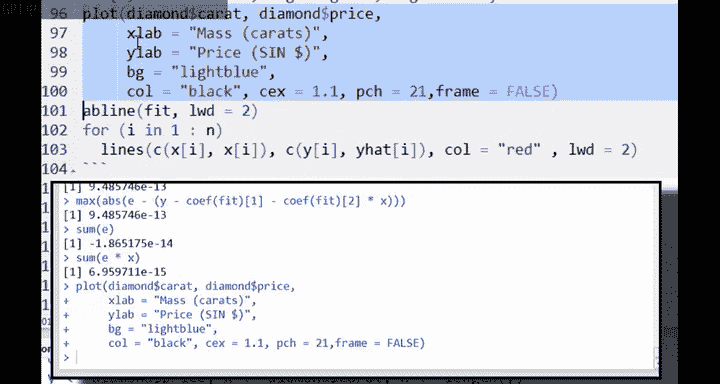 96 plot(diamond$carat, diamond$price,
97 xlab = "Mass (carats)",
98 ylab = "Price (SIN $)",
99 bg = "lightblue",
100 col = "black", cex = 1.1, pch = 21,frame = FALSE)
101 abline(fit, lwd = 2)
102 for (i in 1 : n)
103 lines(c(x[i], x[i]), c(y[i], yhat[i]), col = "red" , lwd = 2)
104 ```
[1] 9.485746e-13
> max(abs(e - (y - coef(fit)[1] - coef(fit)[2] * x)))
[1] 9.485746e-13
> sum(e)
[1] -1.865175e-14
> sum(e * x)
[1] 6.959711e-15
> plot(diamond$carat, diamond$price,
+ xlab = "Mass (carats)",
+ ylab = "Price (SIN $)",
+ bg = "lightblue",
+ col = "black", cex = 1.1, pch = 21,frame = FALSE)
>